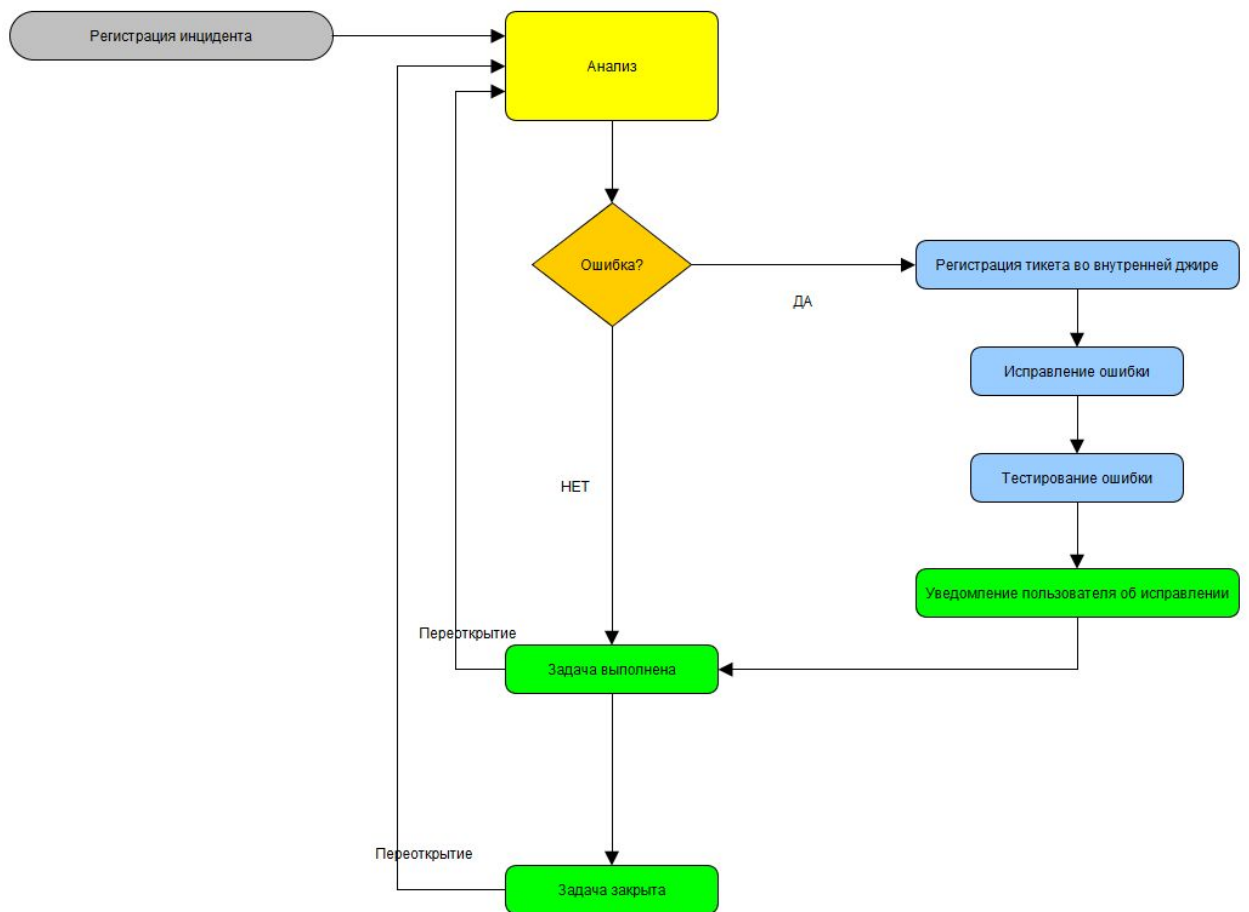 Регистрация инцидента
Анализ
Ошибка?
Регистрация тикета во внутренней джире
ДА
Исправление ошибки
Тестирование ошибки
НЕТ
Уведомление пользователя об исправлении
Переоткрытие
Задача выполнена
Переоткрытие
Задача закрыта